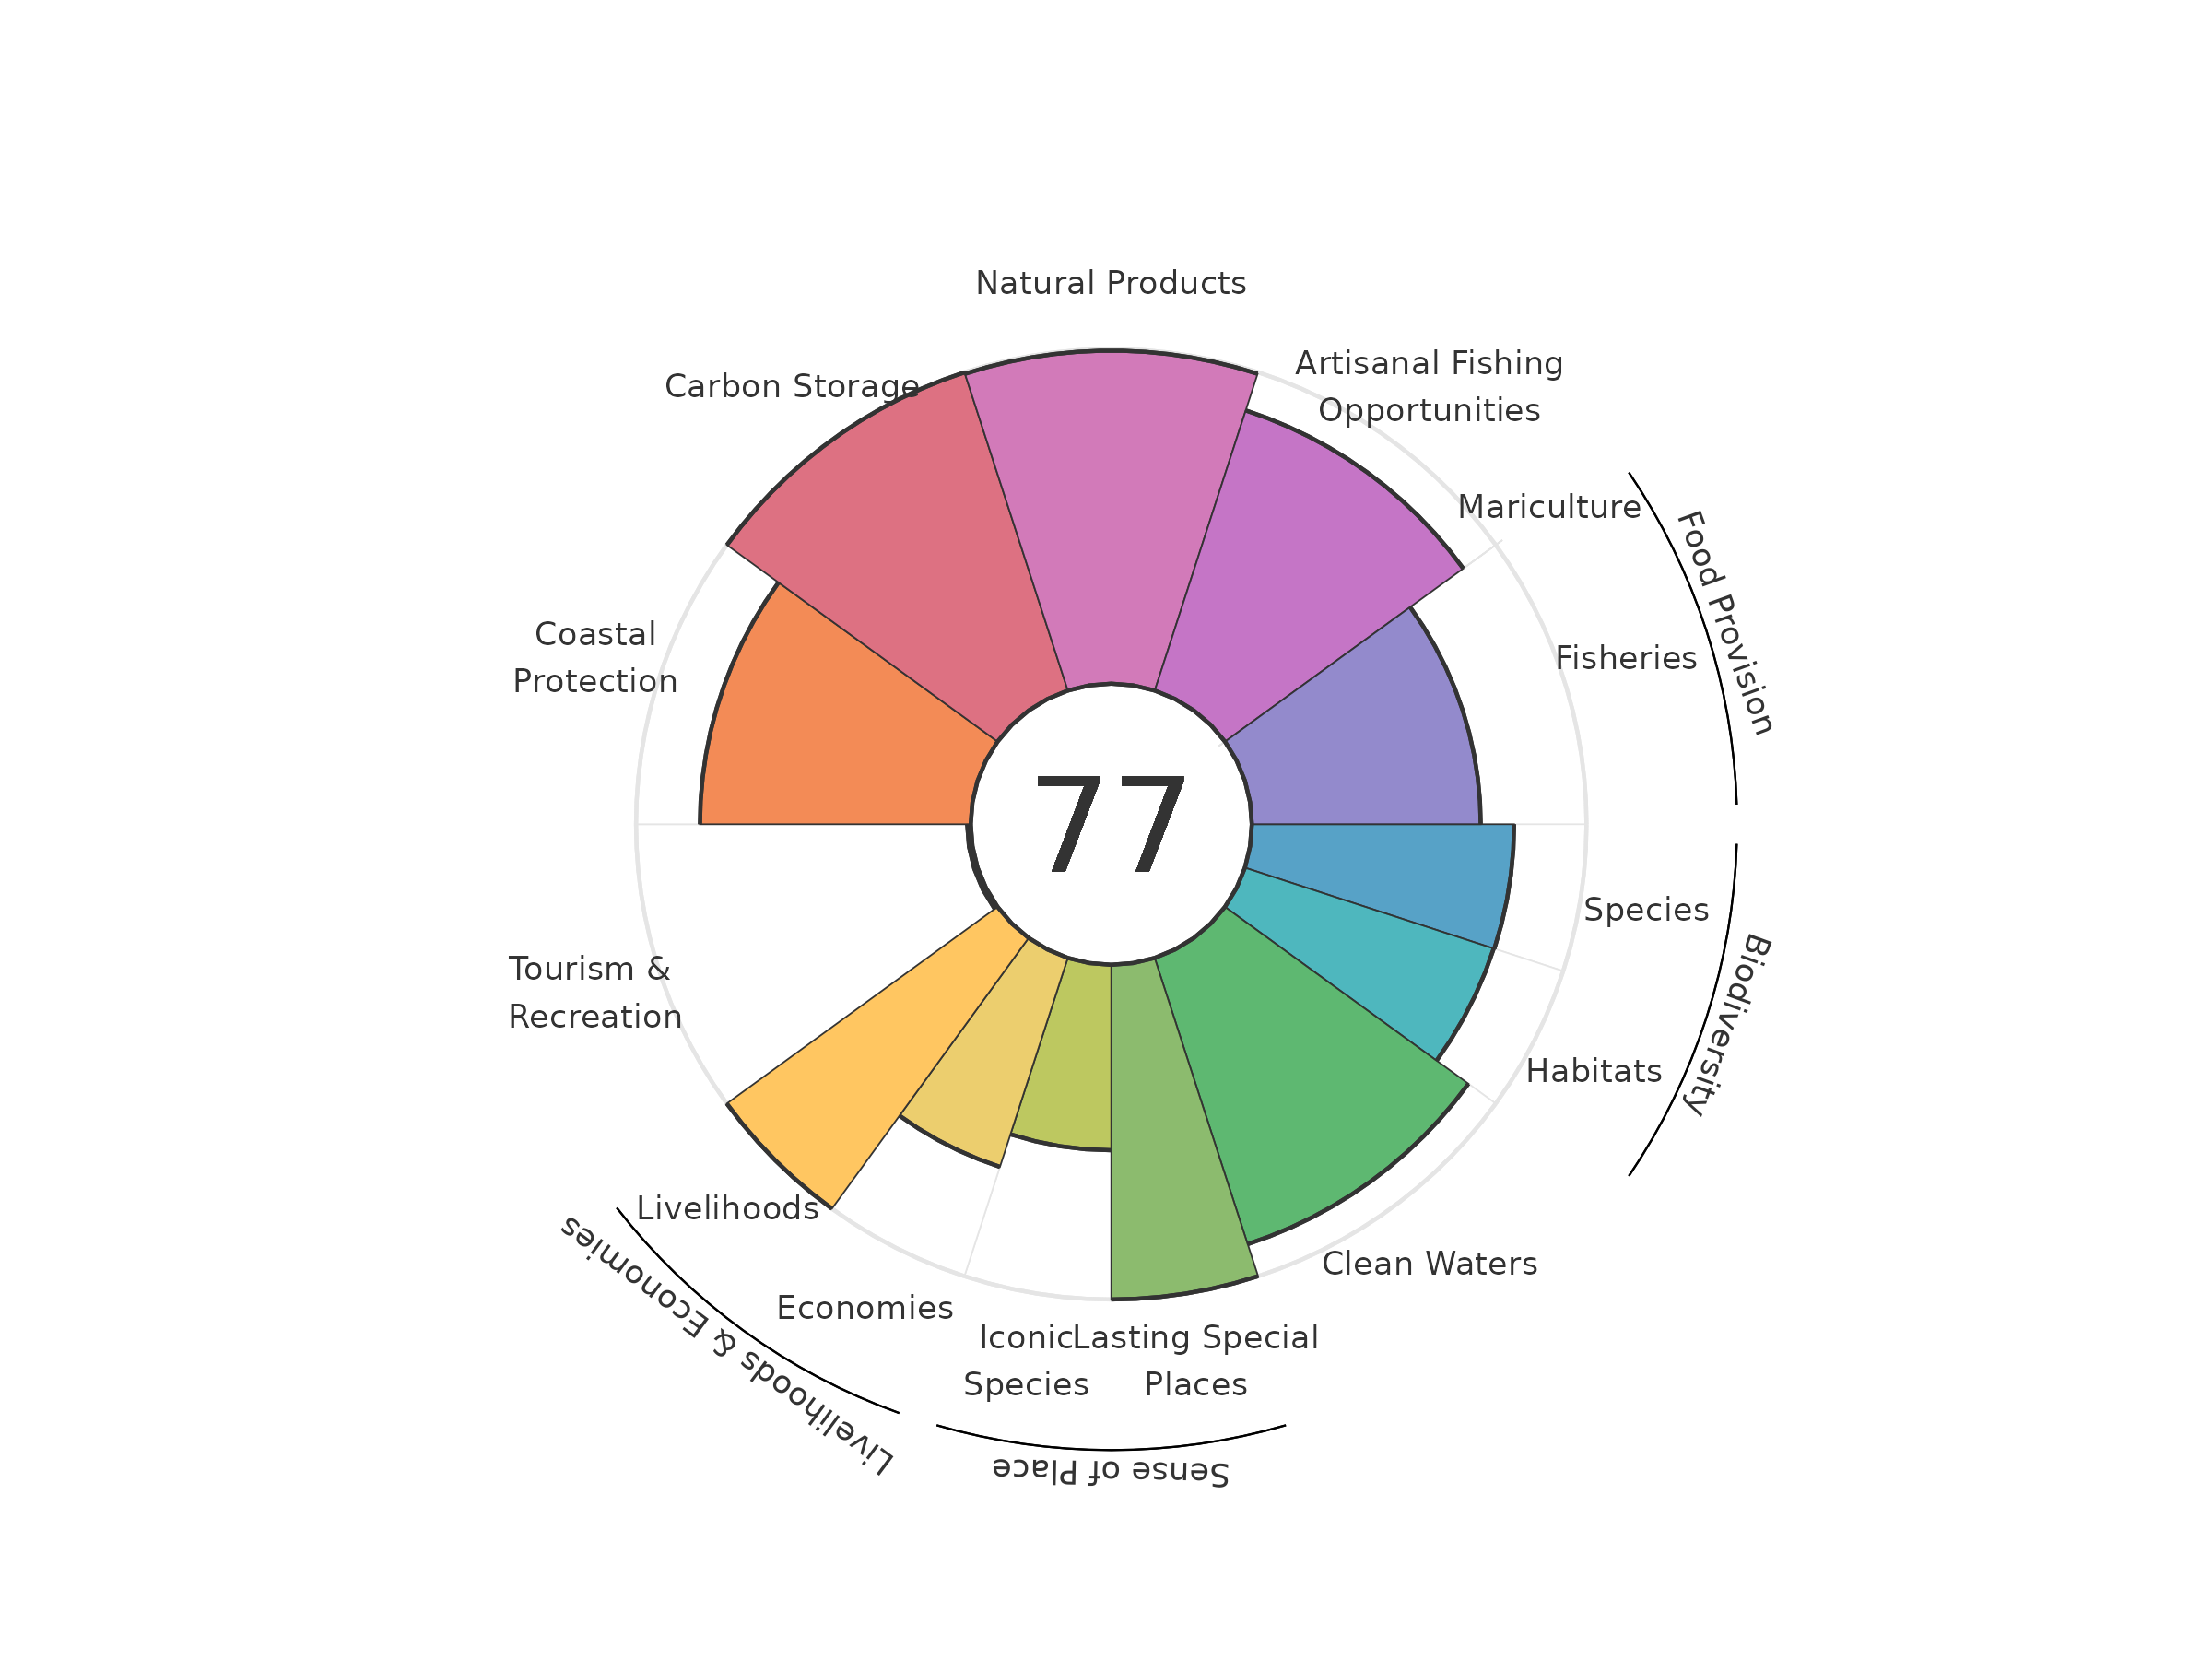 Natural Products
Artisanal Fishing
Opportunities
Carbon Storage
Mariculture
Food Provision
Coastal
Protection
Fisheries
77
Species
Biodiversity
Tourism &
Recreation
Habitats
Livelihoods
Clean Waters
Livelihoods & Economies
Economies
Iconic
Species
Lasting Special
Places
Sense of Place